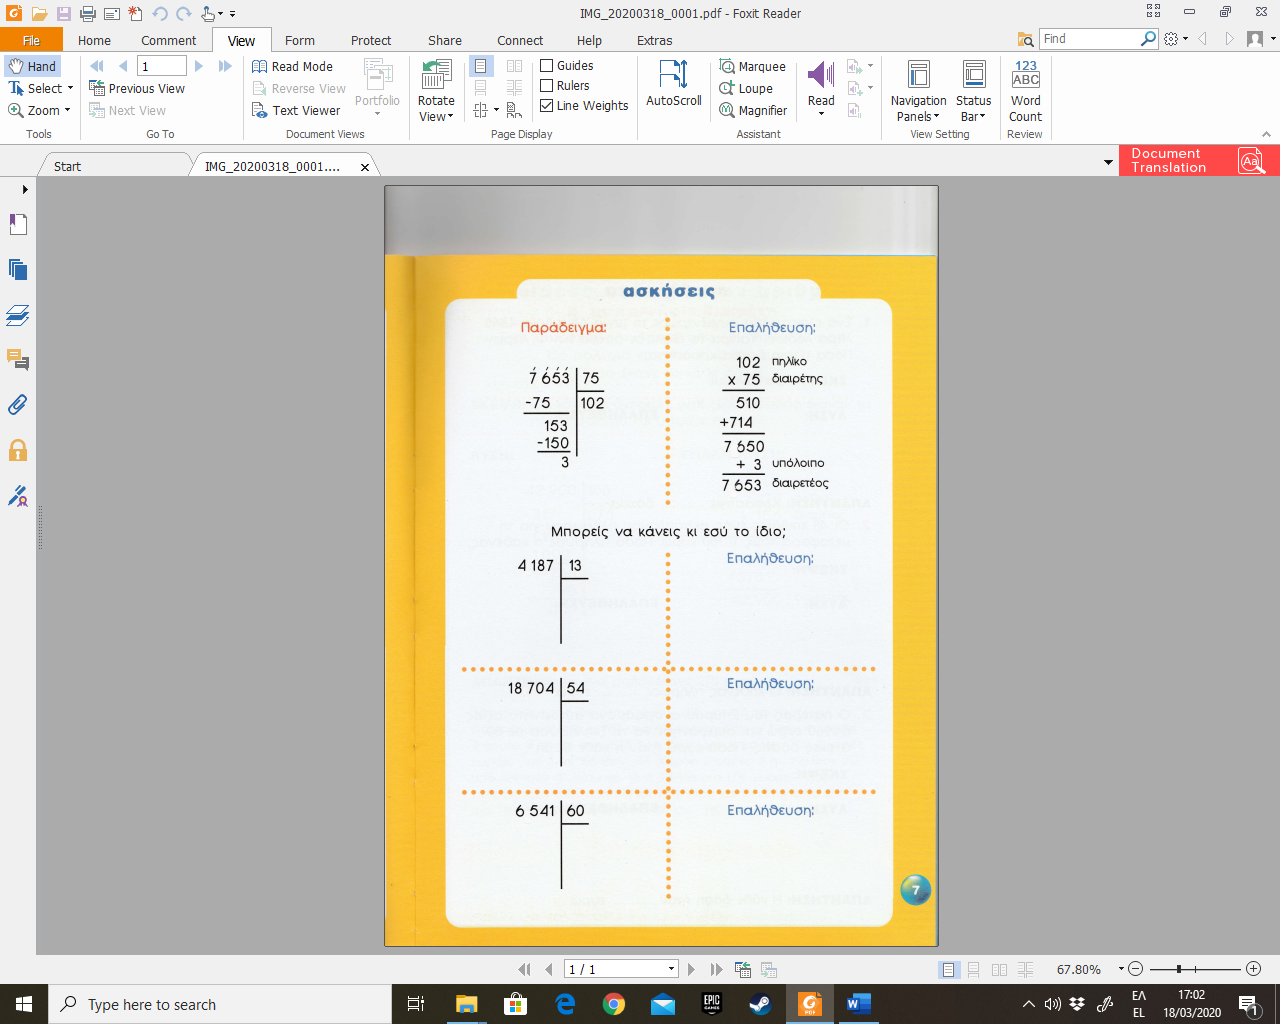 IMG_20200318_0001.pdf - Foxit Reader
File Home Comment View Form Protect Share Connect Help Extras
Find
Hand
Select
Zoom
Tools
1
Previous View
Next View
Go To
Read Mode
Reverse View
Text Viewer
Portfolio
Document Views
Rotate View
Guides
Rulers
Line Weights
Page Display
AutoScroll
Marquee
Loupe
Magnifier
Read
Assistant
Navigation Panels
Status Bar
View Setting
123
ABC
Word Count
Review
Start
IMG_20200318_0001....
Document
Translation
ασκήσεις
Παράδειγμα:
7 653 75
-75 102
153
-150
3
Επαλήθευση:
102 πηλίκο
x 75 διαιρέτης
510
+714
7 650
+ 3 υπόλοιπο
7 653 διαιρετέος
Μπορείς να κάνεις κι εσύ το ίδιο;
4 187 13
Επαλήθευση:
18 704 54
Επαλήθευση:
6 541 60
Επαλήθευση:
7
1 / 1
67.80%
Type here to search
EPIC GAMES
PDF
ΕΛ
EL
17:02
18/03/2020
1